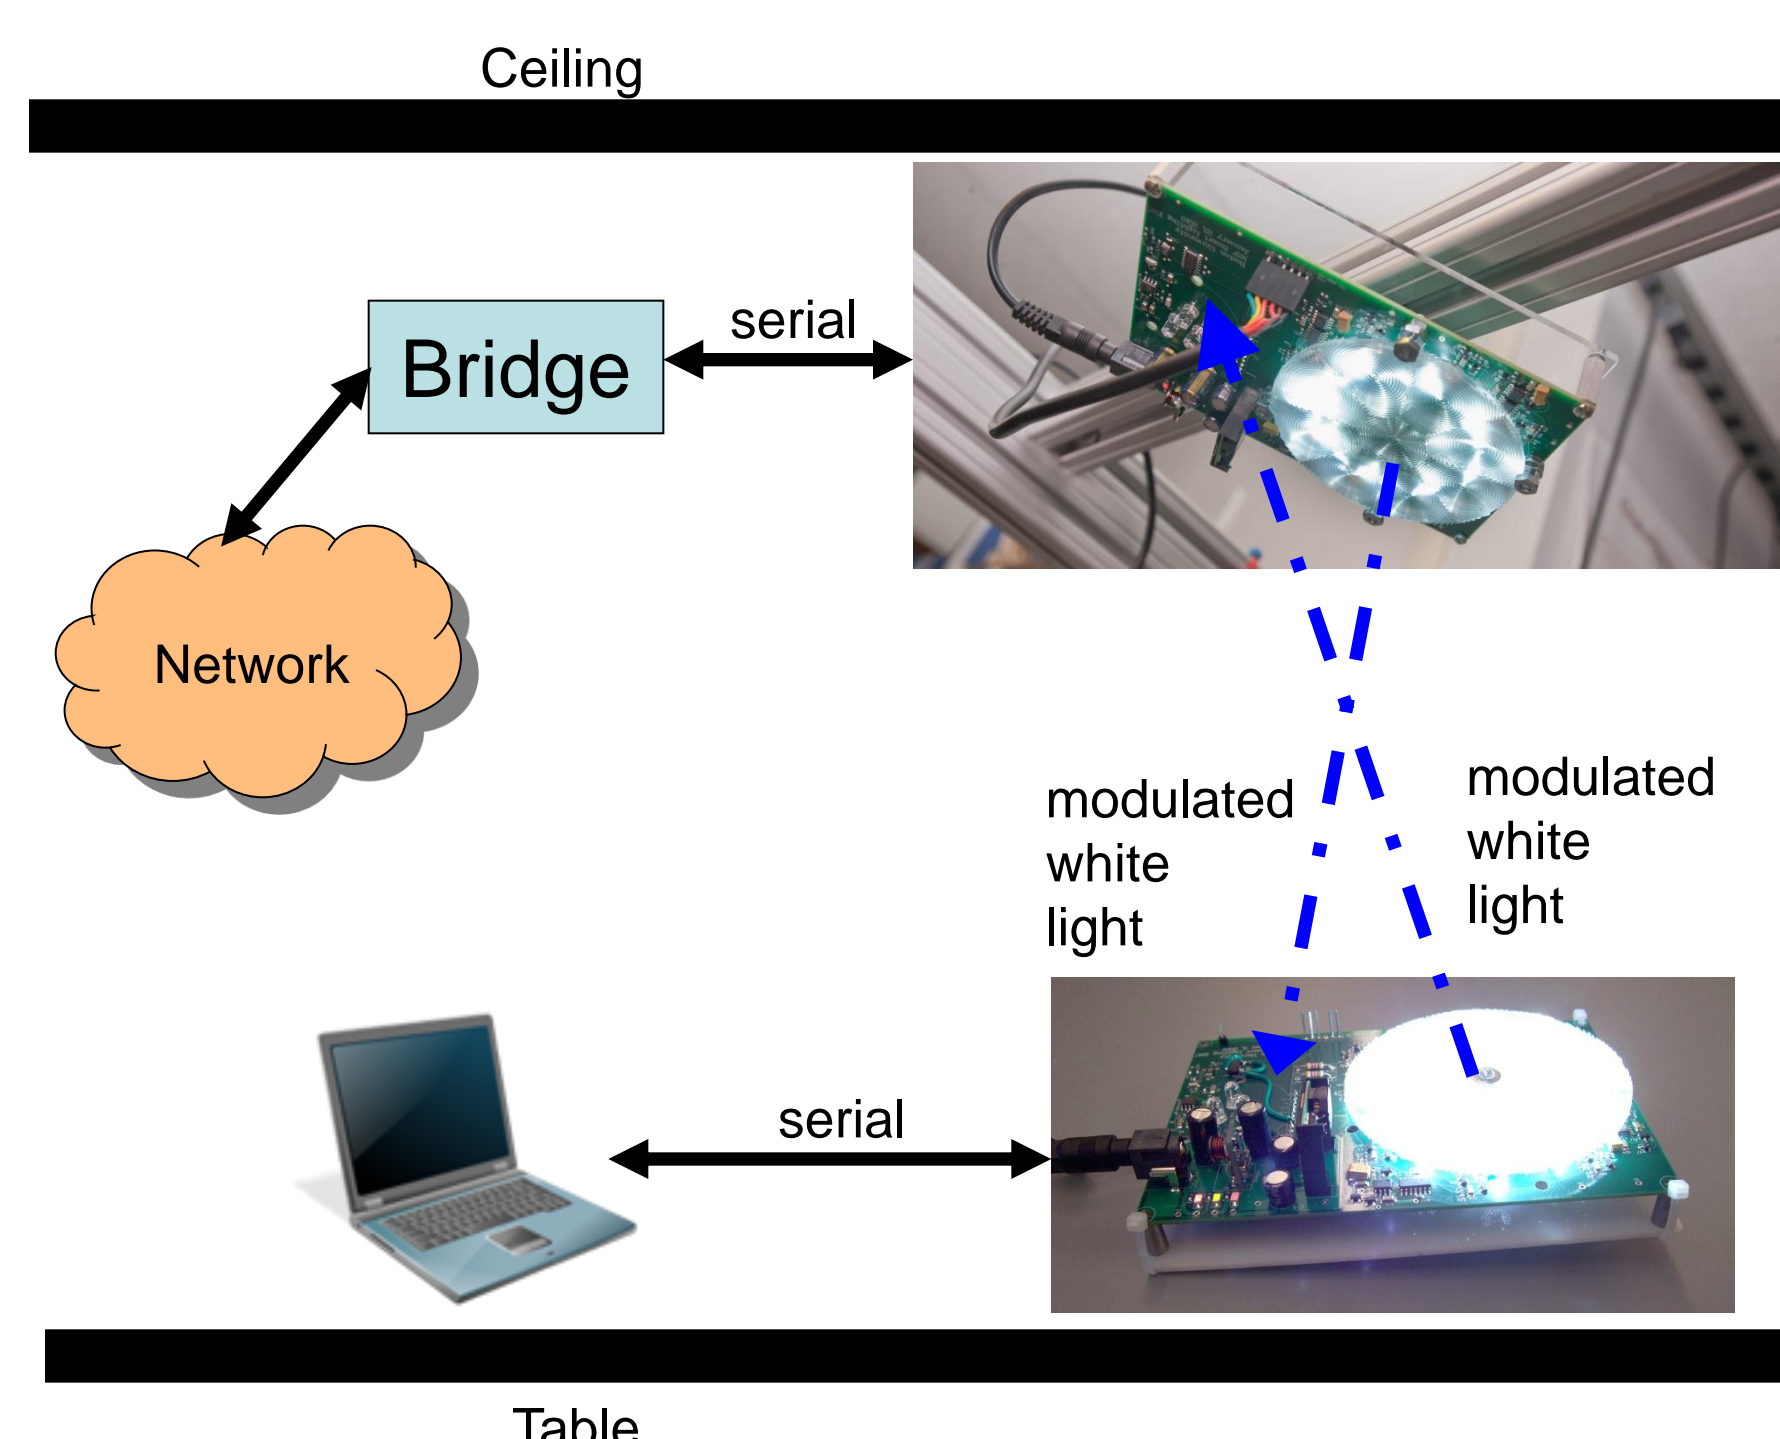 Ceiling
serial
Bridge
Network
modulated
white
light
modulated
white
light
serial
Table